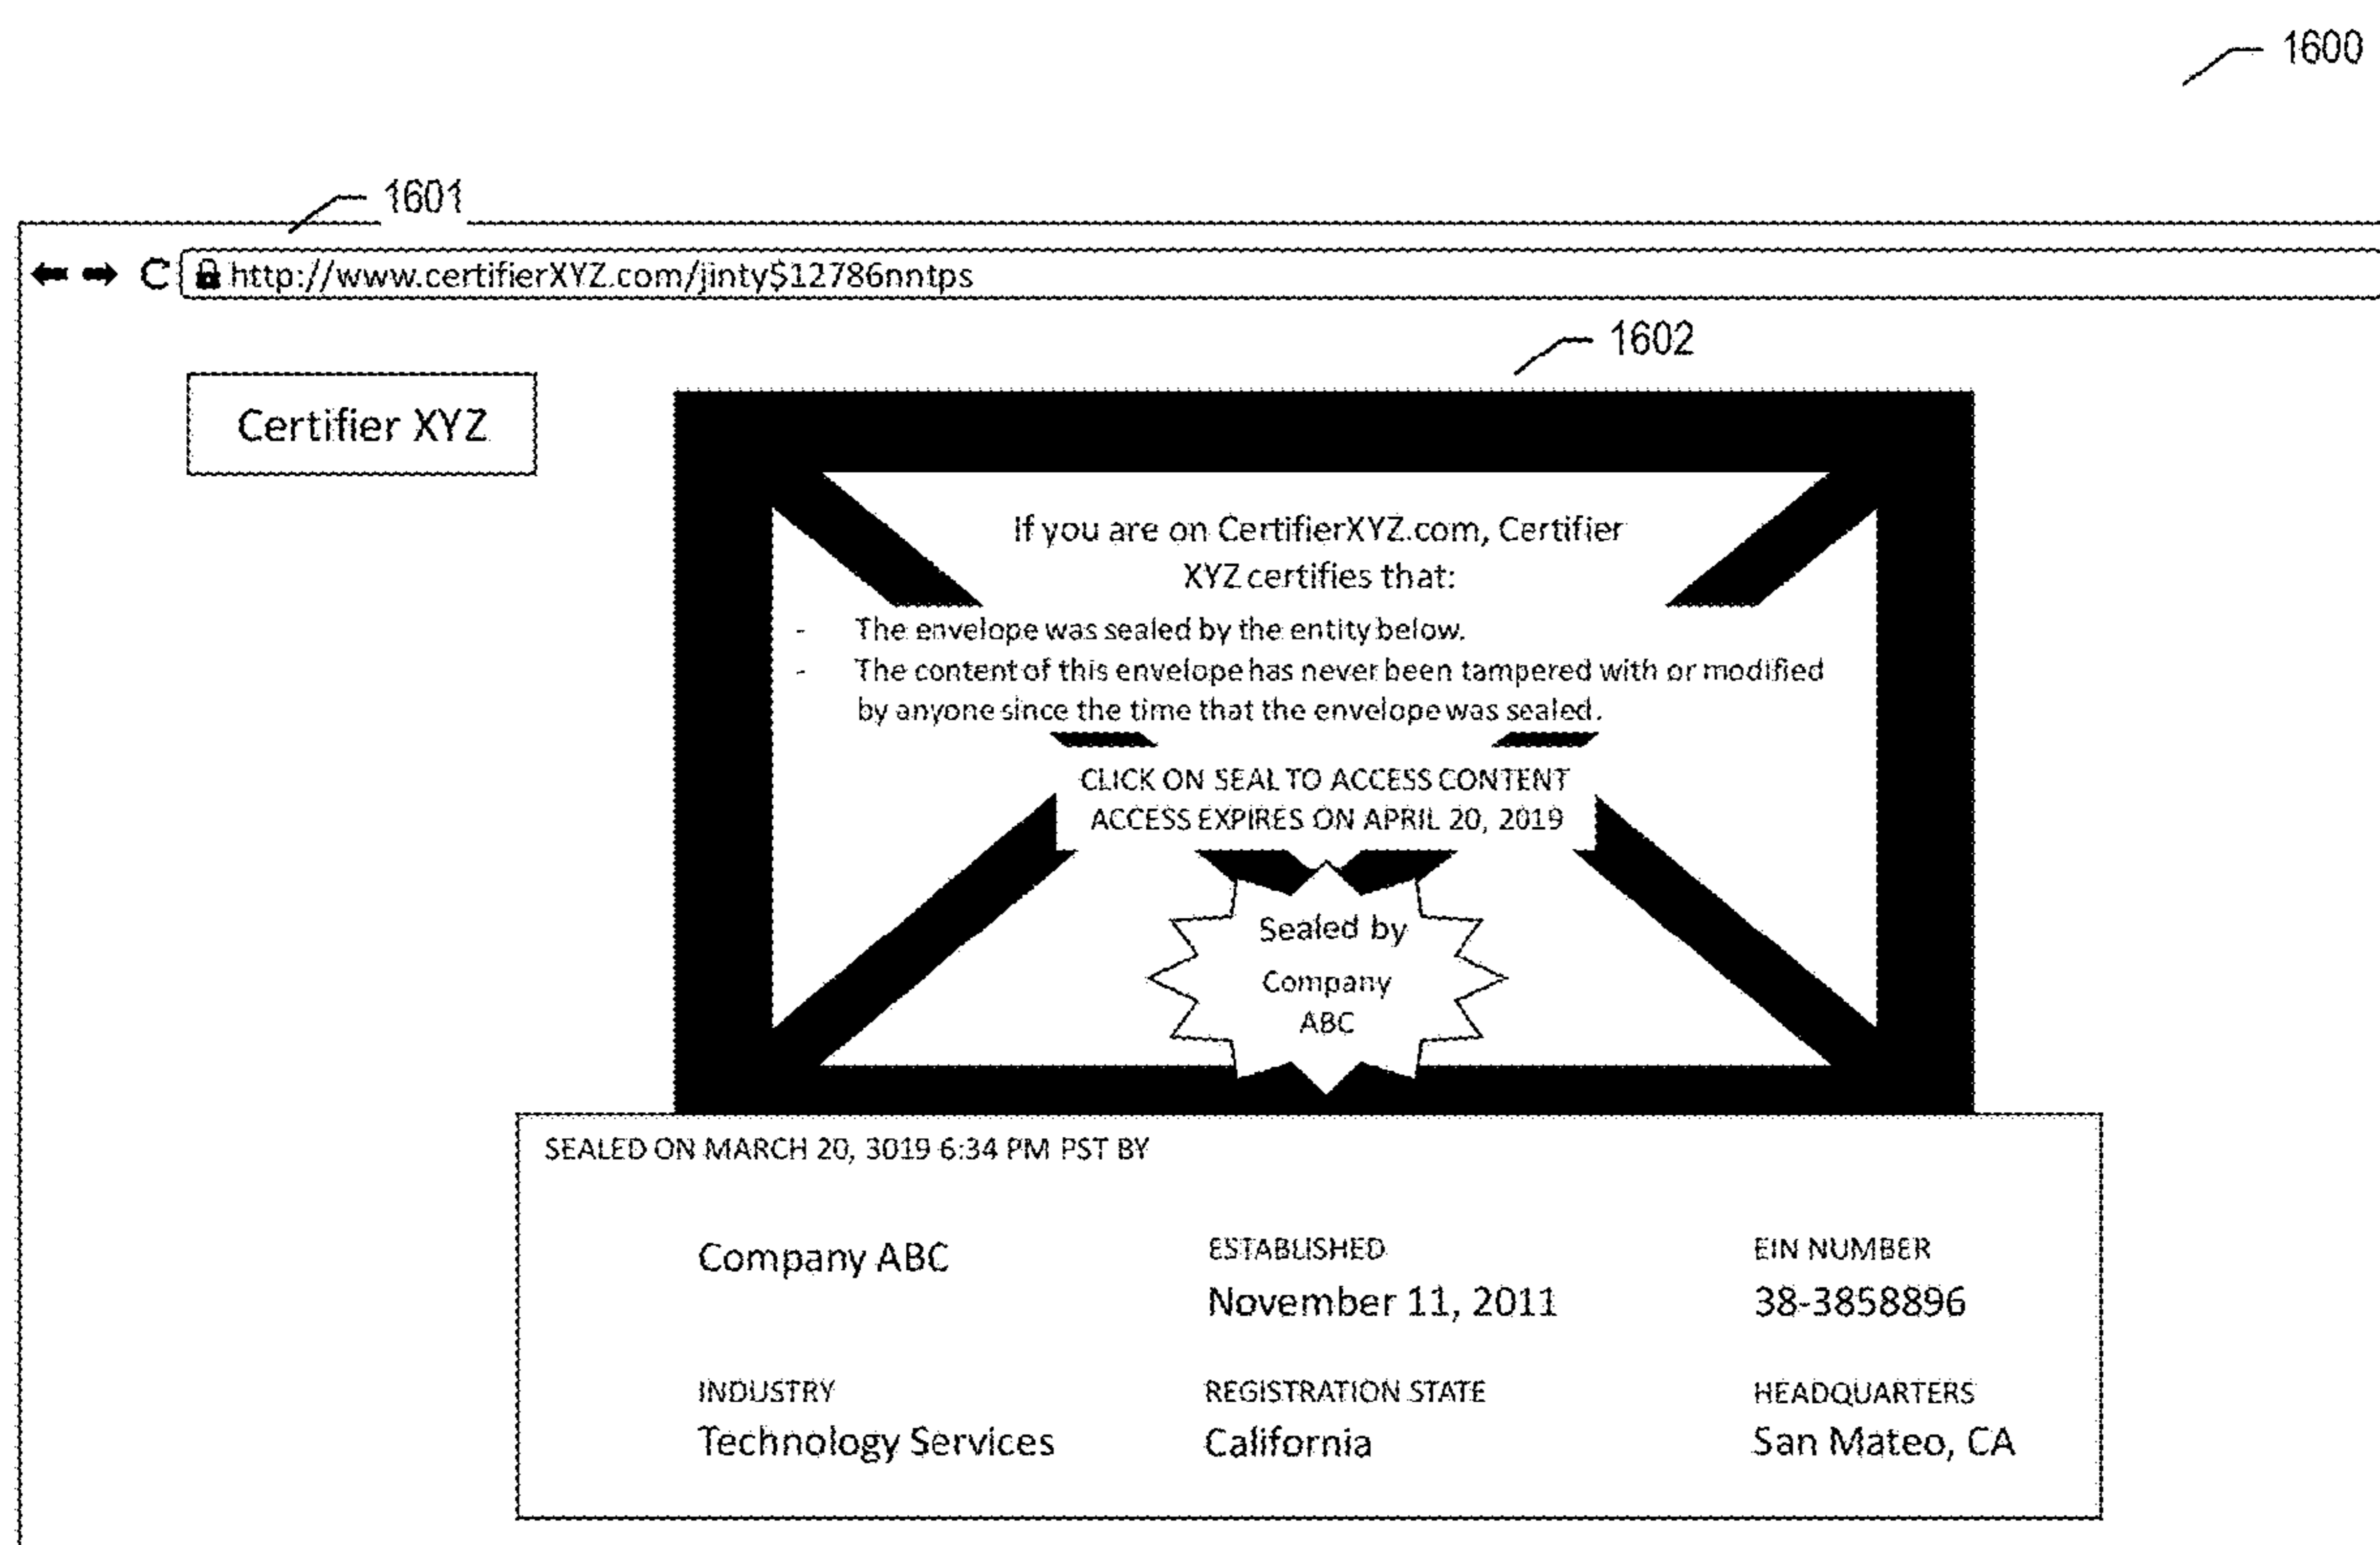 1600
1601
http://www.certifierXYZ.com/jinty$12786nntps
1602
Certifier XYZ
If you are on CertifierXYZ.com, Certifier
XYZ certifies that:
- The envelope was sealed by the entity below.
- The content of this envelope has never been tampered with or modified
by anyone since the time that the envelope was sealed.
CLICK ON SEAL TO ACCESS CONTENT
ACCESS EXPIRES ON APRIL 20, 2019
Sealed by
Company
ABC
SEALED ON MARCH 20, 3019 6:34 PM PST BY
Company ABC
ESTABLISHED
November 11, 2011
EIN NUMBER
38-3858896
INDUSTRY
Technology Services
REGISTRATION STATE
California
HEADQUARTERS
San Mateo, CA